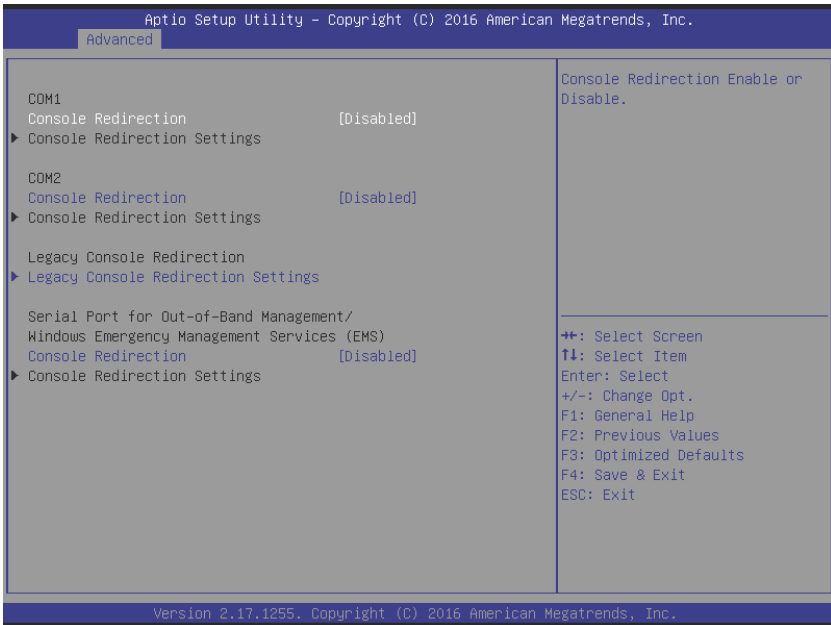 Aptio Setup Utility – Copyright (C) 2016 American Megatrends, Inc.
Advanced
COM1
Console Redirection [Disabled]
Console Redirection Settings
COM2
Console Redirection [Disabled]
Console Redirection Settings
Legacy Console Redirection
Legacy Console Redirection Settings
Serial Port for Out-of-Band Management/
Windows Emergency Management Services (EMS)
Console Redirection [Disabled]
Console Redirection Settings
Console Redirection Enable or
Disable.
→←: Select Screen
↑↓: Select Item
Enter: Select
+/-: Change Opt.
F1: General Help
F2: Previous Values
F3: Optimized Defaults
F4: Save & Exit
ESC: Exit
Version 2.17.1255. Copyright (C) 2016 American Megatrends, Inc.